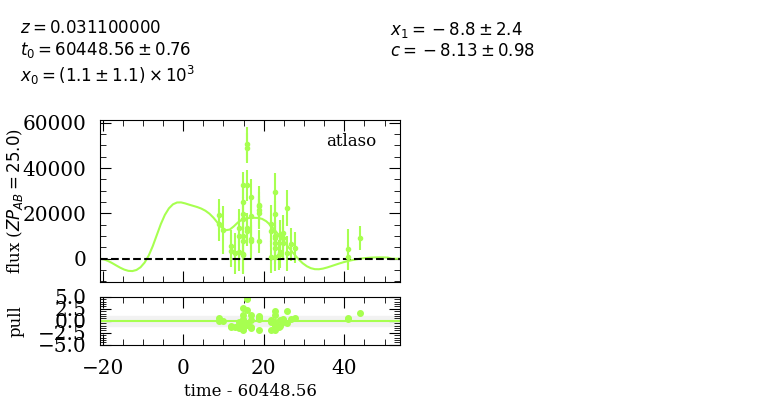 z = 0.031100000
t₀ = 60448.56 ± 0.76
x₀ = (1.1 ± 1.1) × 10³
x₁ = −8.8 ± 2.4
c = −8.13 ± 0.98
60000
40000
20000
0
flux (ZP_AB = 25.0)
atlaso
5.0
2.5
0.0
−2.5
−5.0
pull
−20 0 20 40
time - 60448.56